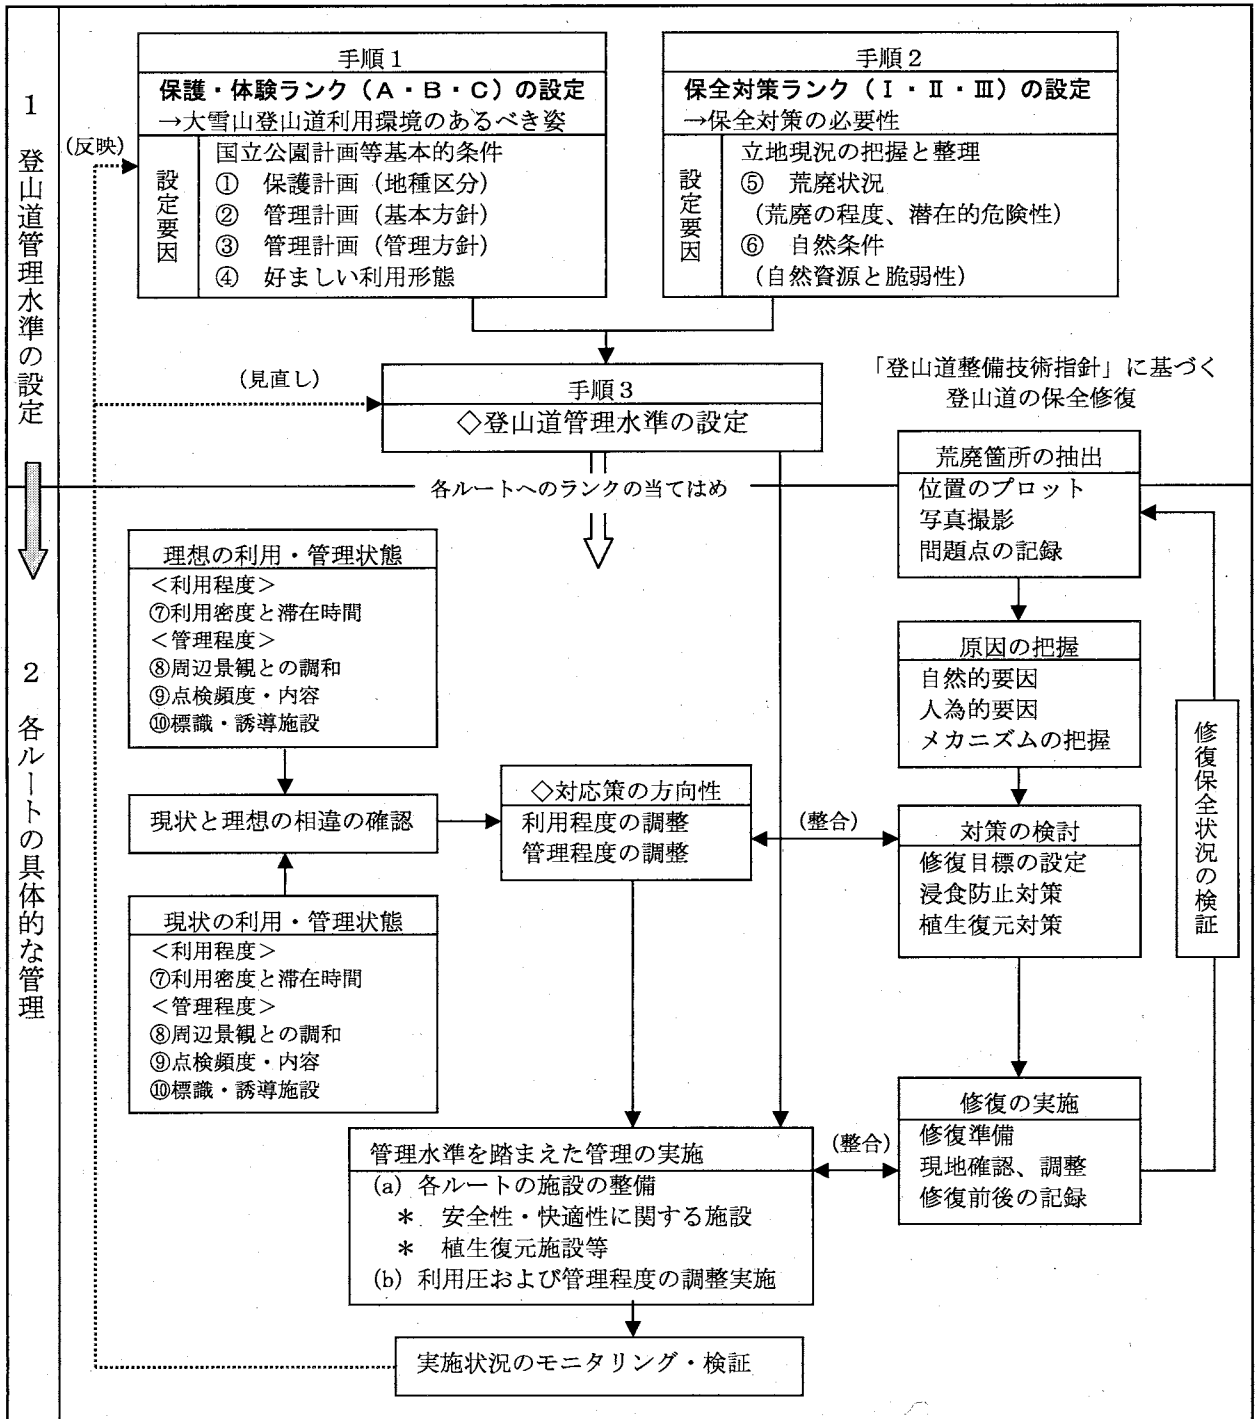 1 登山道管理水準の設定
手順1
保護・体験ランク（A・B・C）の設定
→大雪山登山道利用環境のあるべき姿
設定要因
国立公園計画等基本的条件
① 保護計画（地種区分）
② 管理計画（基本方針）
③ 管理計画（管理方針）
④ 好ましい利用形態
手順2
保全対策ランク（Ⅰ・Ⅱ・Ⅲ）の設定
→保全対策の必要性
設定要因
立地現況の把握と整理
⑤ 荒廃状況
（荒廃の程度、潜在的危険性）
⑥ 自然条件
（自然資源と脆弱性）
（反映）
（見直し）
手順3
◇登山道管理水準の設定
「登山道整備技術指針」に基づく
登山道の保全修復
各ルートへのランクの当てはめ
2 各ルートの具体的な管理
理想の利用・管理状態
＜利用程度＞
⑦利用密度と滞在時間
＜管理程度＞
⑧周辺景観との調和
⑨点検頻度・内容
⑩標識・誘導施設
現状と理想の相違の確認
現状の利用・管理状態
＜利用程度＞
⑦利用密度と滞在時間
＜管理程度＞
⑧周辺景観との調和
⑨点検頻度・内容
⑩標識・誘導施設
◇対応策の方向性
利用程度の調整
管理程度の調整
（整合）
荒廃箇所の抽出
位置のプロット
写真撮影
問題点の記録
原因の把握
自然的要因
人為的要因
メカニズムの把握
対策の検討
修復目標の設定
浸食防止対策
植生復元対策
修復の実施
修復準備
現地確認、調整
修復前後の記録
修復保全状況の検証
（整合）
管理水準を踏まえた管理の実施
(a) 各ルートの施設の整備
＊ 安全性・快適性に関する施設
＊ 植生復元施設等
(b) 利用圧および管理程度の調整実施
実施状況のモニタリング・検証